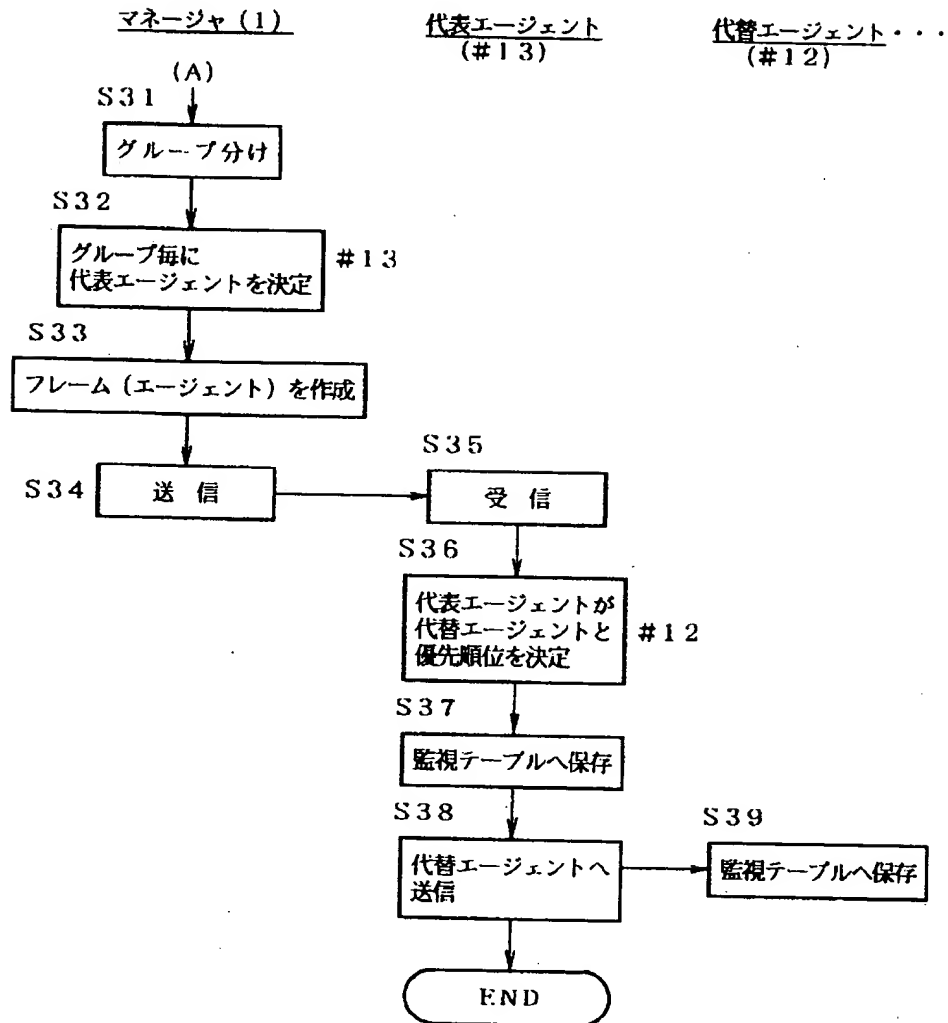 マネージャ（1）
代表エージェント
（#13）
代替エージェント・・・
（#12）
（A）
S31
グループ分け
S32
グループ毎に
代表エージェントを決定
#13
S33
フレーム（エージェント）を作成
S34
送 信
S35
受 信
S36
代表エージェントが
代替エージェントと
優先順位を決定
#12
S37
監視テーブルへ保存
S38
代替エージェントへ
送信
S39
監視テーブルへ保存
END